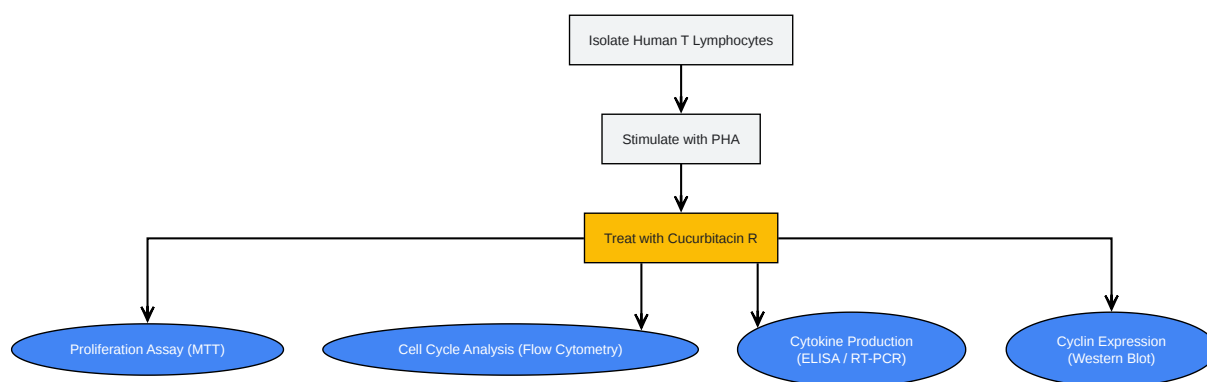 Isolate Human T Lymphocytes
Stimulate with PHA
Treat with Cucurbitacin R
Proliferation Assay (MTT)
Cell Cycle Analysis (Flow Cytometry)
Cytokine Production
(ELISA / RT-PCR)
Cyclin Expression
(Western Blot)